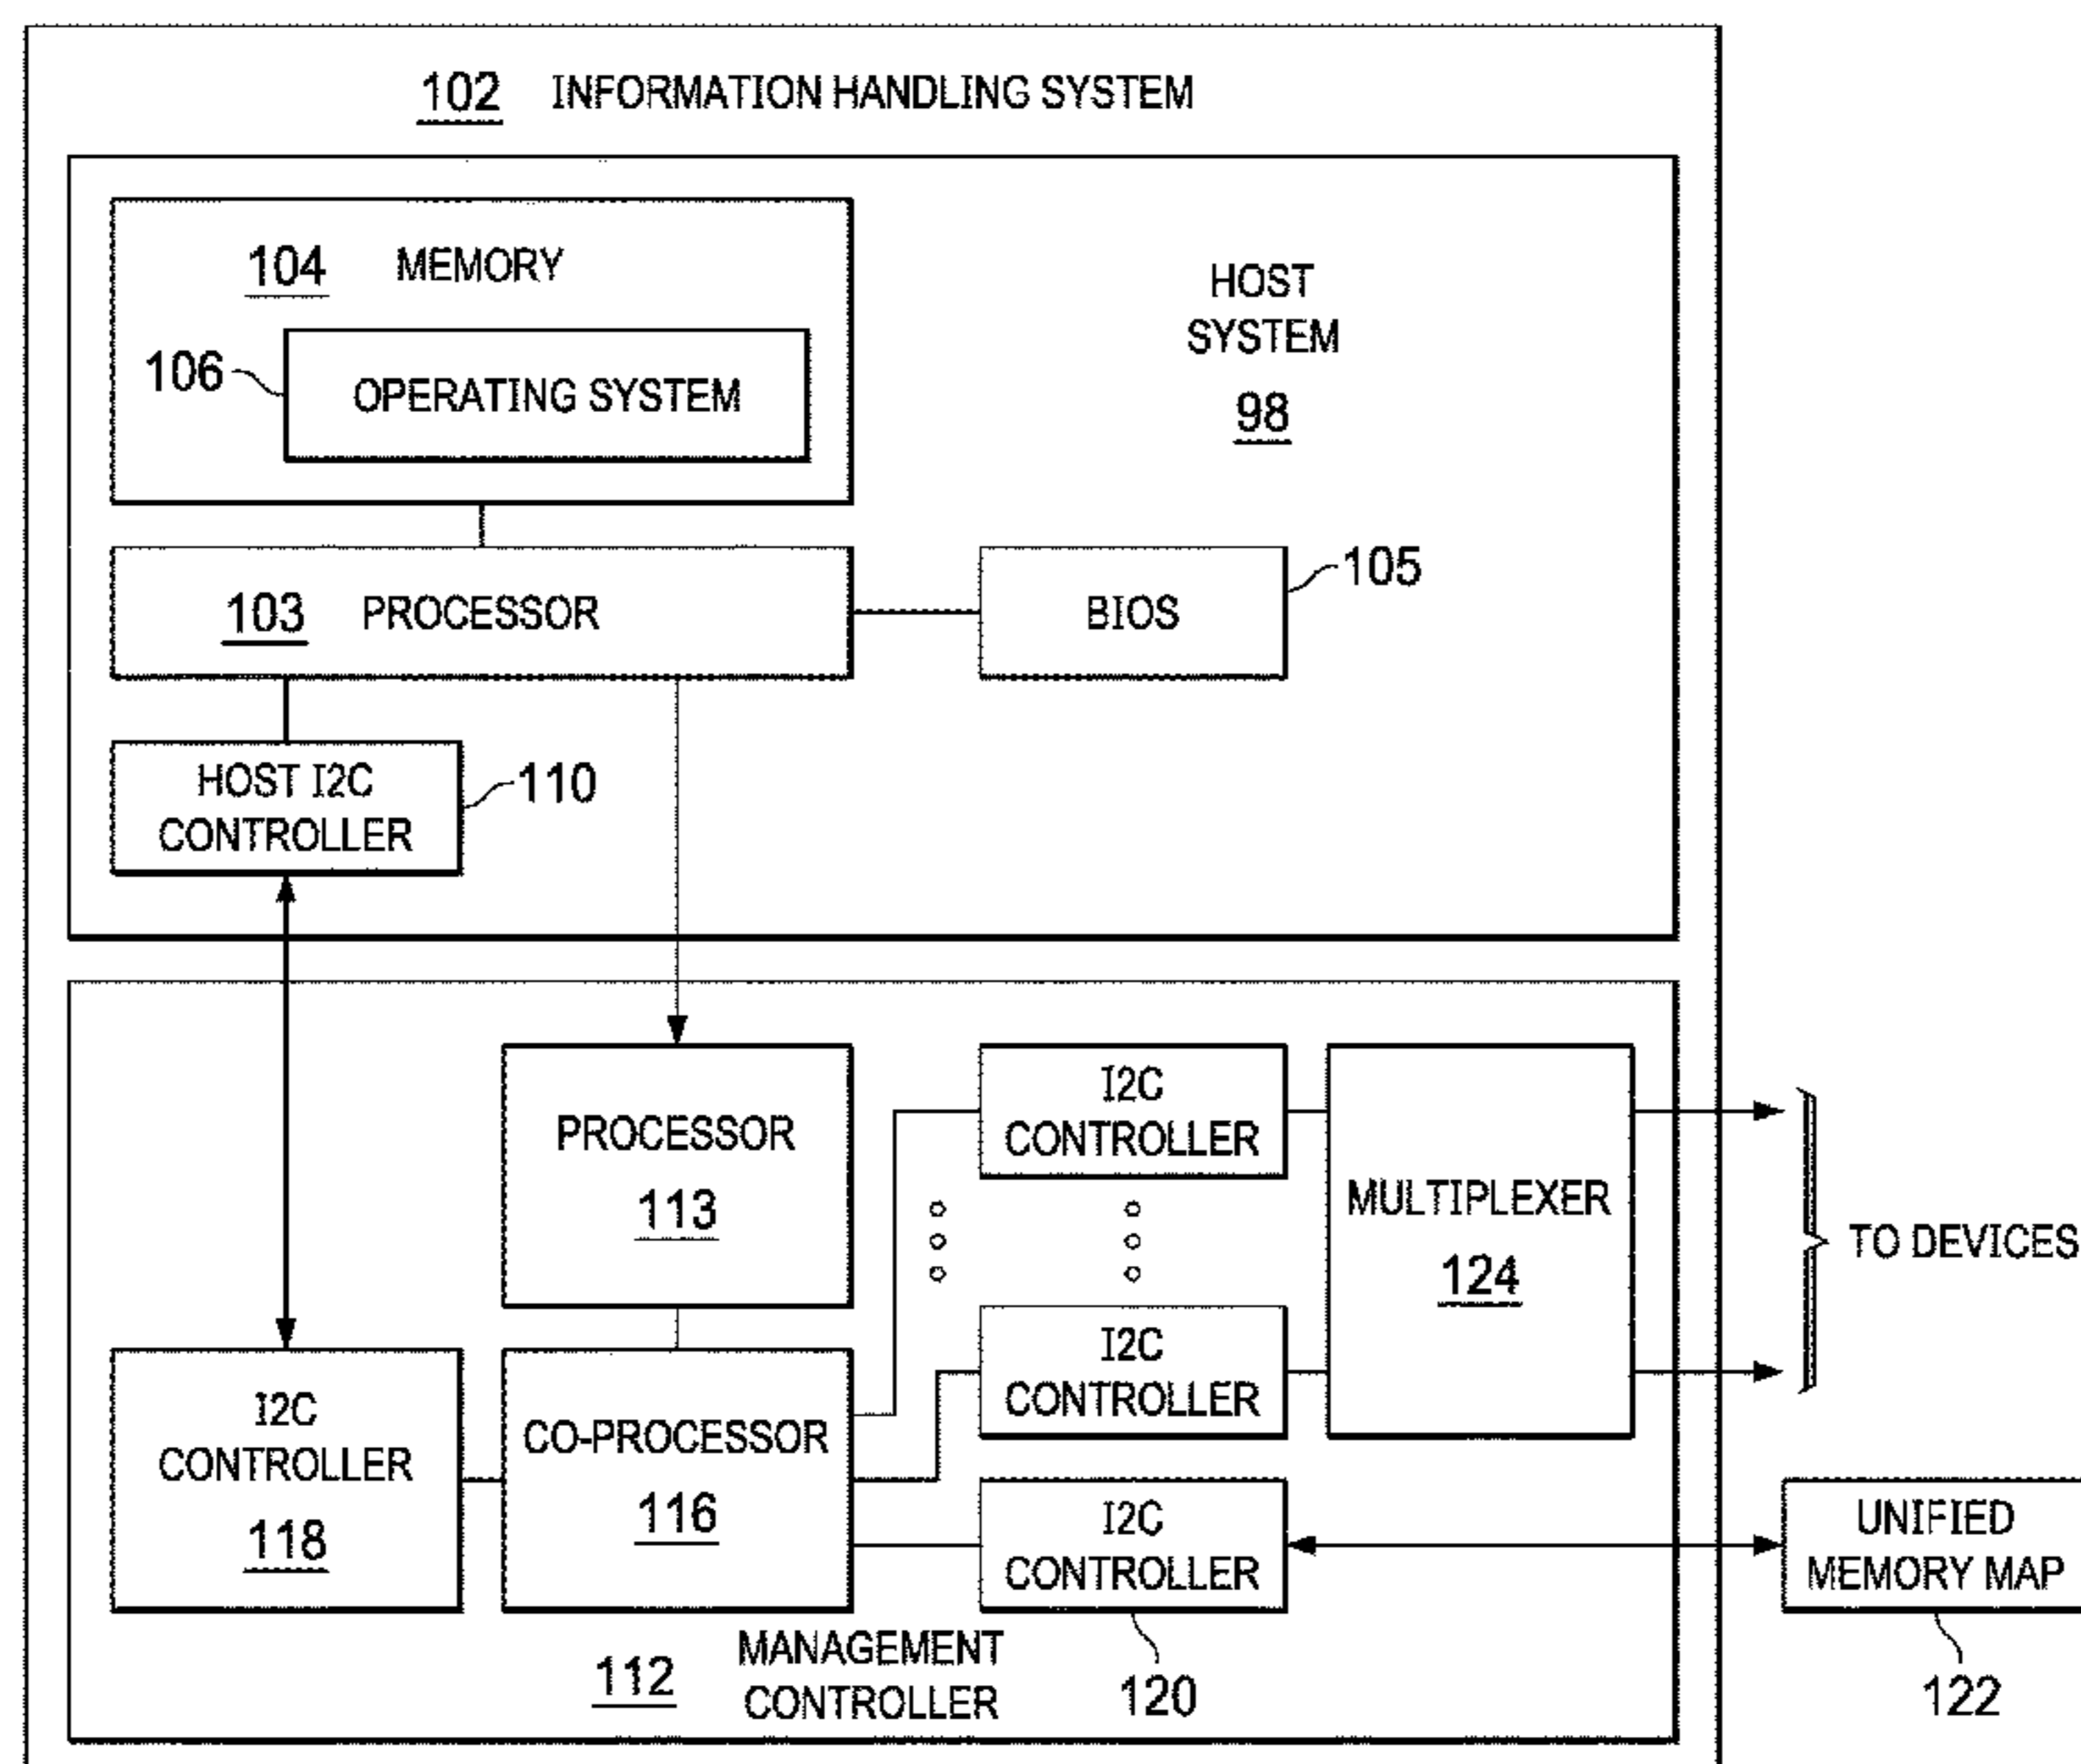 102 INFORMATION HANDLING SYSTEM
104 MEMORY
HOST
SYSTEM
98
106
OPERATING SYSTEM
103 PROCESSOR
BIOS
105
HOST I2C
CONTROLLER
110
PROCESSOR
113
I2C
CONTROLLER
MULTIPLEXER
124
TO DEVICES
I2C
CONTROLLER
I2C
CONTROLLER
118
CO-PROCESSOR
116
I2C
CONTROLLER
UNIFIED
MEMORY MAP
112
MANAGEMENT
CONTROLLER
120
122